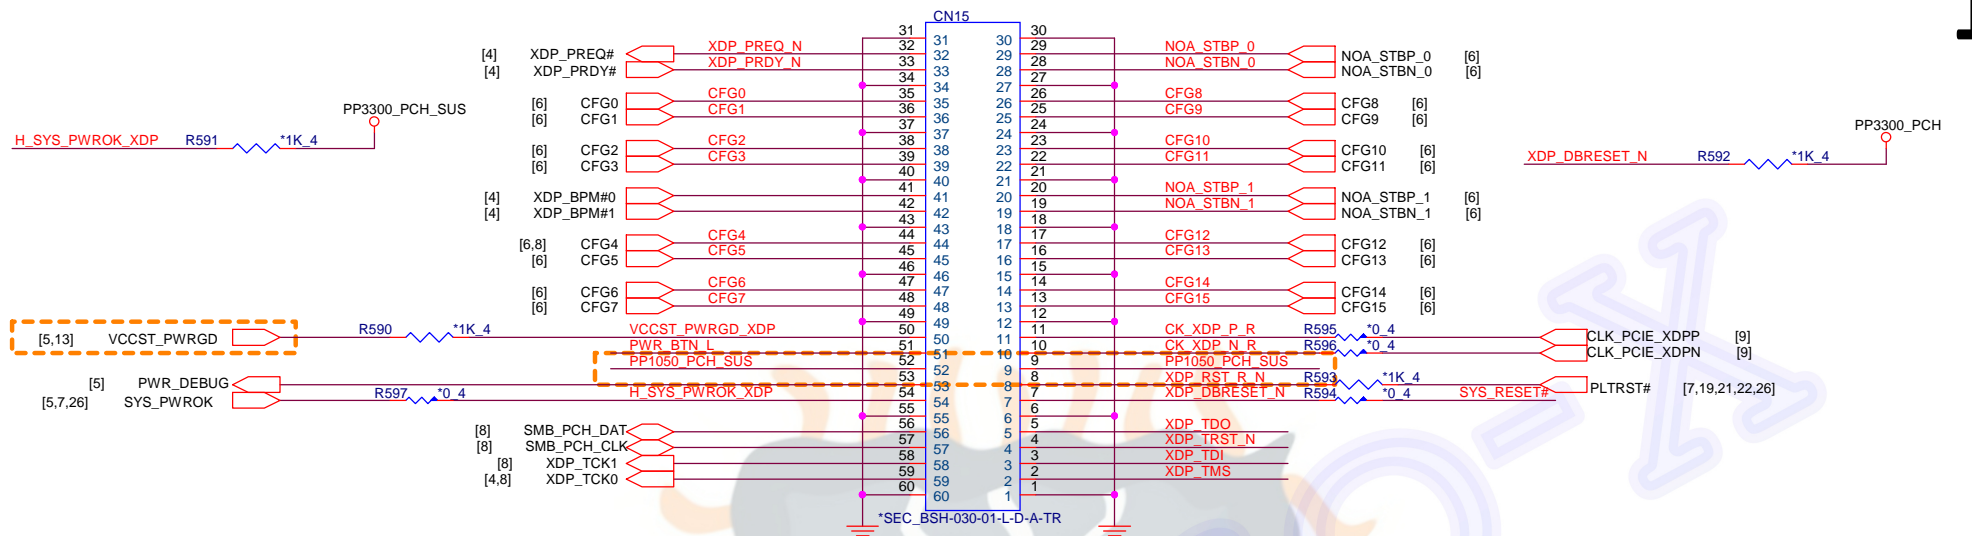 CN15
31 31 30 30
[4] XDP_PREQ# XDP_PREQ_N 32 32 29 29 NOA_STBP_0 NOA_STBP_0 [6]
[4] XDP_PRDY# XDP_PRDY_N 33 33 28 28 NOA_STBN_0 NOA_STBN_0 [6]
34 34 27 27
[6] CFG0 CFG0 35 35 26 26 CFG8 CFG8 [6]
[6] CFG1 CFG1 36 36 25 25 CFG9 CFG9 [6]
PP3300_PCH_SUS
37 37 24 24
PP3300_PCH
H_SYS_PWROK_XDP R591 *1K_4
[6] CFG2 CFG2 38 38 23 23 CFG10 CFG10 [6]
[6] CFG3 CFG3 39 39 22 22 CFG11 CFG11 [6]
XDP_DBRESET_N R592 *1K_4
40 40 21 21
[4] XDP_BPM#0 41 41 20 20 NOA_STBP_1 NOA_STBP_1 [6]
[4] XDP_BPM#1 42 42 19 19 NOA_STBN_1 NOA_STBN_1 [6]
43 43 18 18
[6,8] CFG4 CFG4 44 44 17 17 CFG12 CFG12 [6]
[6] CFG5 CFG5 45 45 16 16 CFG13 CFG13 [6]
46 46 15 15
[6] CFG6 CFG6 47 47 14 14 CFG14 CFG14 [6]
[6] CFG7 CFG7 48 48 13 13 CFG15 CFG15 [6]
49 49 12 12
[5,13] VCCST_PWRGD R590 *1K_4 VCCST_PWRGD_XDP 50 50 11 11 CK_XDP_P_R R595 *0_4 CLK_PCIE_XDPP [9]
PWR_BTN_L 51 51 10 10 CK_XDP_N_R R596 *0_4 CLK_PCIE_XDPN [9]
PP1050_PCH_SUS 52 52 9 9 PP1050_PCH_SUS
[5] PWR_DEBUG 53 53 8 8 XDP_RST_R_N R593 *1K_4 PLTRST# [7,19,21,22,26]
[5,7,26] SYS_PWROK R597 *0_4 H_SYS_PWROK_XDP 54 54 7 7 XDP_DBRESET_N R594 *0_4 SYS_RESET#
55 55 6 6
[8] SMB_PCH_DAT 56 56 5 5 XDP_TDO
[8] SMB_PCH_CLK 57 57 4 4 XDP_TRST_N
[8] XDP_TCK1 58 58 3 3 XDP_TDI
[4,8] XDP_TCK0 59 59 2 2 XDP_TMS
60 60 1 1
*SEC_BSH-030-01-L-D-A-TR